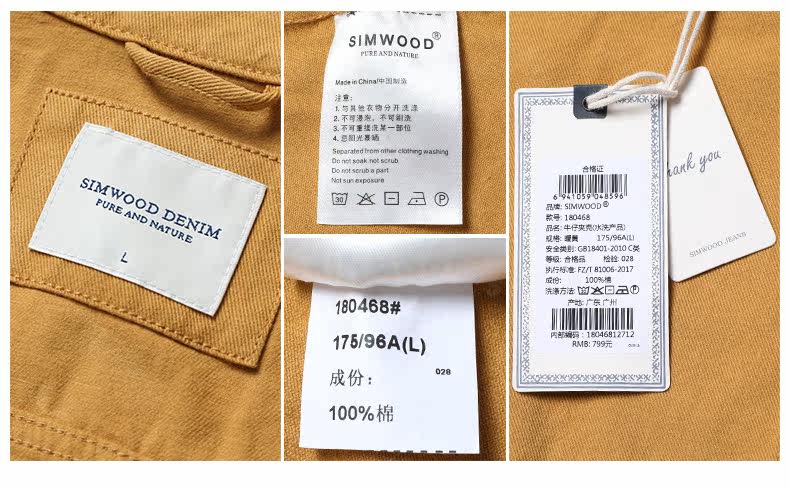 SIMWOOD DENIM
PURE AND NATURE
L
SIMWOOD®
PURE AND NATURE
Made in China/中国制造
注意:
1. 与其他衣物分开洗涤
2. 不可浸泡, 不可刷洗
3. 不可重搓洗某一部位
4. 忌阳光暴晒
Separated from other clothing washing
Do not soak not scrub
Do not scrub a part
Not sun exposure
30
P
180468#
175/96A(L)
成份:
028
100%棉
合格证
6941059048596
品牌: SIMWOOD®
款号: 180468
品名: 牛仔夹克(水洗产品)
规格: 暖黄 175/96A(L)
安全类别: GB18401-2010 C类
等级: 合格品 检验: 028
执行标准: FZ/T 81006-2017
成份: 100%棉
洗涤方法:
产地: 广东 广州
内部编码: 18046812712
RMB: 799元
hank you
SIMWOOD JEANS